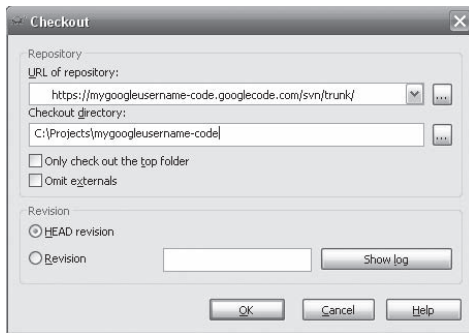 Checkout
Repository
URL of repository:
https://mygoogleusername-code.googlecode.com/svn/trunk/
...
Checkout directory:
C:\Projects\mygoogleusername-code
...
Only check out the top folder
Omit externals
Revision
HEAD revision
Revision
Show log
OK
Cancel
Help